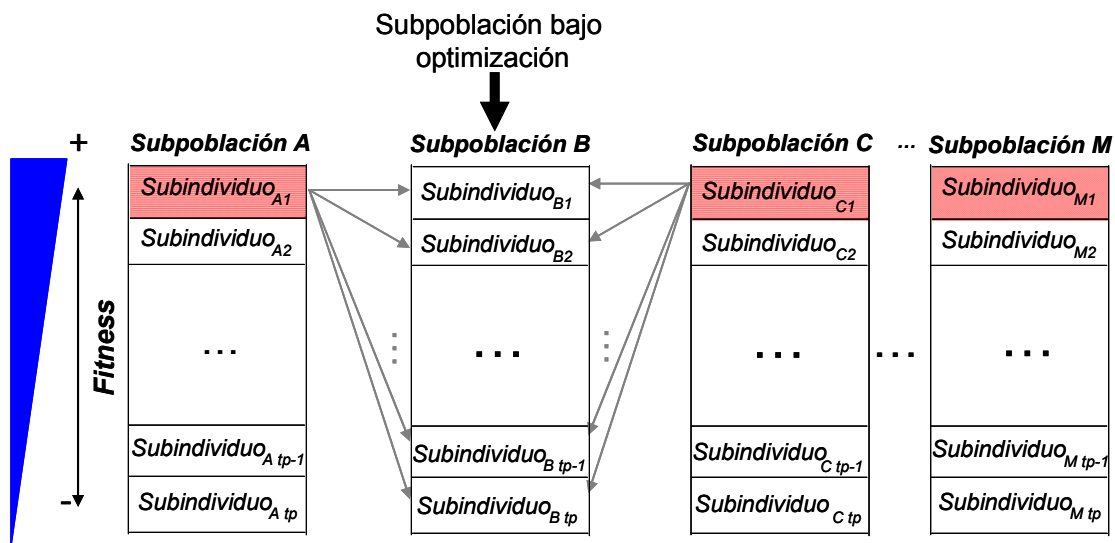 Subpoblación bajo
optimización
+
Subpoblación A
Subpoblación B
Subpoblación C
...
Subpoblación M
Subindividuo A1
Subindividuo B1
Subindividuo C1
Subindividuo M1
Subindividuo A2
Subindividuo B2
Subindividuo C2
Subindividuo M2
Fitness
...
...
...
...
...
...
...
Subindividuo A tp-1
Subindividuo B tp-1
Subindividuo C tp-1
Subindividuo M tp-1
-
Subindividuo A tp
Subindividuo B tp
Subindividuo C tp
Subindividuo M tp